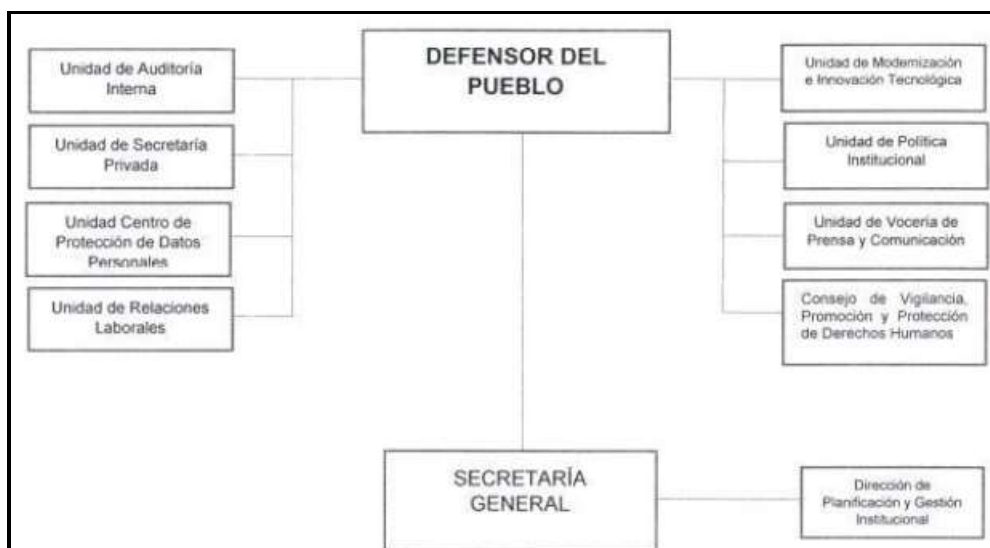 DEFENSOR DEL
PUEBLO
Unidad de Auditoría
Interna
Unidad de Secretaría
Privada
Unidad Centro de
Protección de Datos
Personales
Unidad de Relaciones
Laborales
Unidad de Modernización
e Innovación Tecnológica
Unidad de Política
Institucional
Unidad de Vocería de
Prensa y Comunicación
Consejo de Vigilancia,
Promoción y Protección
de Derechos Humanos
SECRETARÍA
GENERAL
Dirección de
Planificación y Gestión
Institucional